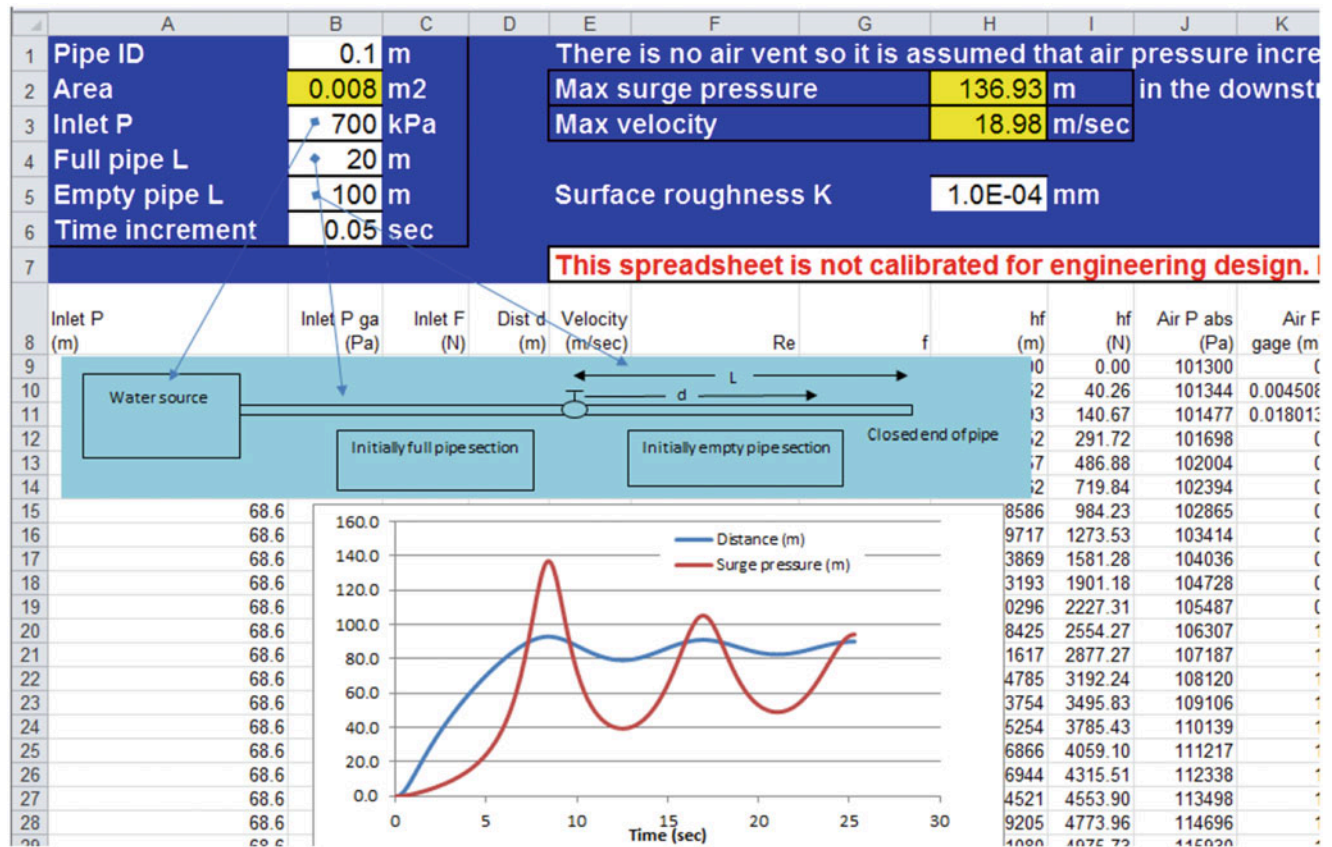 A B C D E F G H I J K
1 Pipe ID 0.1 m There is no air vent so it is assumed that air pressure incre
2 Area 0.008 m2 Max surge pressure 136.93 m in the downst
3 Inlet P 700 kPa Max velocity 18.98 m/sec
4 Full pipe L 20 m
5 Empty pipe L 100 m Surface roughness K 1.0E-04 mm
6 Time increment 0.05 sec
7 This spreadsheet is not calibrated for engineering design.
Inlet P Inlet P ga Inlet F Dist d Velocity hf hf Air P abs Air P
8 (m) (Pa) (N) (m) (m/sec) Re f (m) (N) (Pa) gage (m
9 0.00 101300
10 40.26 101344 0.004508
11 140.67 101477 0.018013
12 291.72 101698
13 486.88 102004
14 719.84 102394
Water source
L
d
Closed end of pipe
Initially full pipe section Initially empty pipe section
15 68.6 8586 984.23 102865
16 68.6 9717 1273.53 103414
17 68.6 3869 1581.28 104036
18 68.6 3193 1901.18 104728
19 68.6 0296 2227.31 105487
20 68.6 8425 2554.27 106307
21 68.6 1617 2877.27 107187
22 68.6 4785 3192.24 108120
23 68.6 3754 3495.83 109106
24 68.6 5254 3785.43 110139
25 68.6 6866 4059.10 111217
26 68.6 6944 4315.51 112338
27 68.6 4521 4553.90 113498
28 68.6 9205 4773.96 114696
160.0
140.0
120.0
100.0
80.0
60.0
40.0
20.0
0.0
Distance (m)
Surge pressure (m)
0 5 10 15 20 25 30
Time (sec)